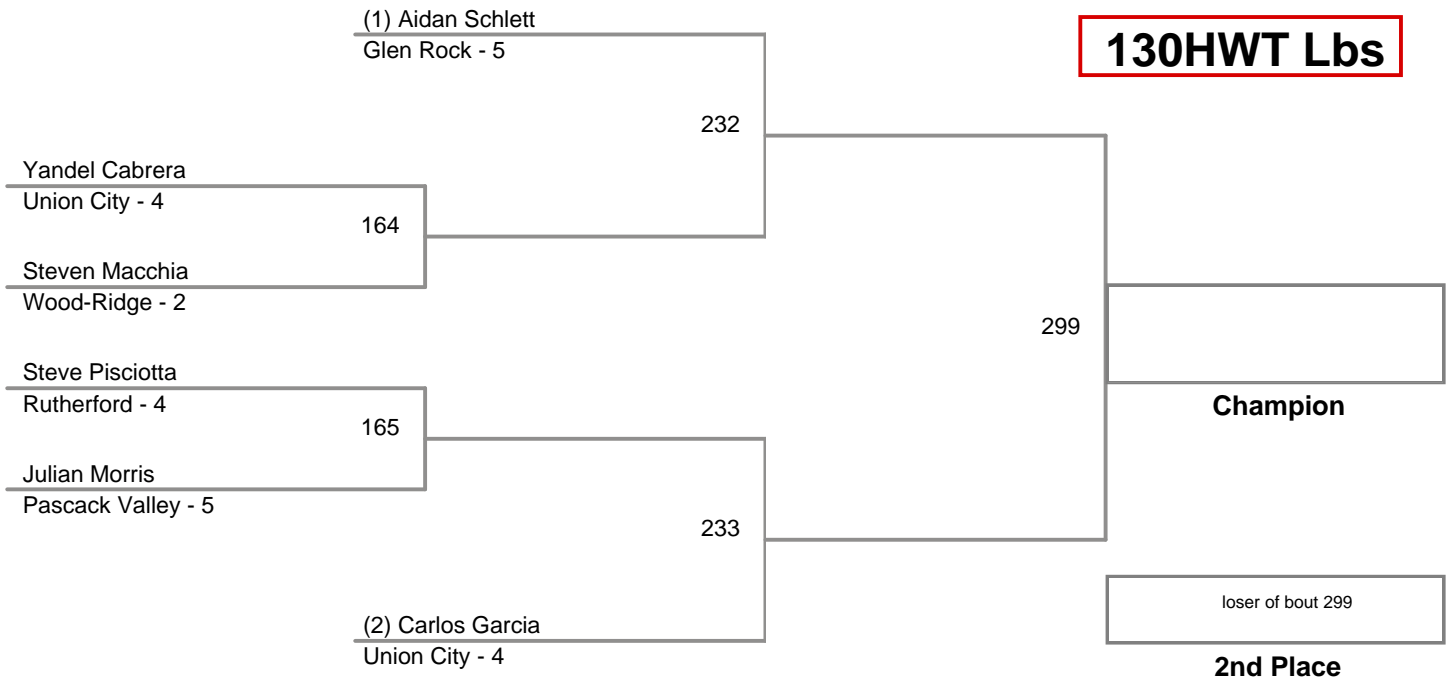 (1) Aidan Schlett
Glen Rock - 5
130HWT Lbs
232
Yandel Cabrera
Union City - 4
164
Steven Macchia
Wood-Ridge - 2
299
Steve Pisciotta
Rutherford - 4
165
Champion
Julian Morris
Pascack Valley - 5
233
loser of bout 299
(2) Carlos Garcia
Union City - 4
2nd Place